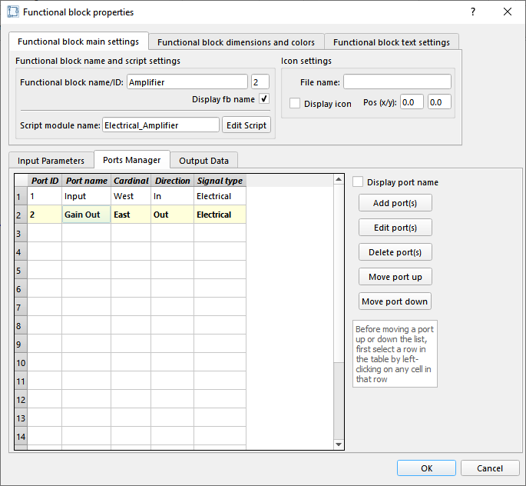 Functional block properties
?
Functional block main settings Functional block dimensions and colors Functional block text settings
Functional block name and script settings Icon settings
Functional block name/ID: Amplifier 2 File name:
Display fb name Display icon Pos (x/y): 0.0 0.0
Script module name: Electrical_Amplifier Edit Script
Input Parameters Ports Manager Output Data
Port ID Port name Cardinal Direction Signal type
1 1 Input West In Electrical
2 2 Gain Out East Out Electrical
3
4
5
6
7
8
9
10
11
12
13
14
Display port name
Add port(s)
Edit port(s)
Delete port(s)
Move port up
Move port down
Before moving a port
up or down the list,
first select a row in
the table by left-
clicking on any cell in
that row
OK Cancel